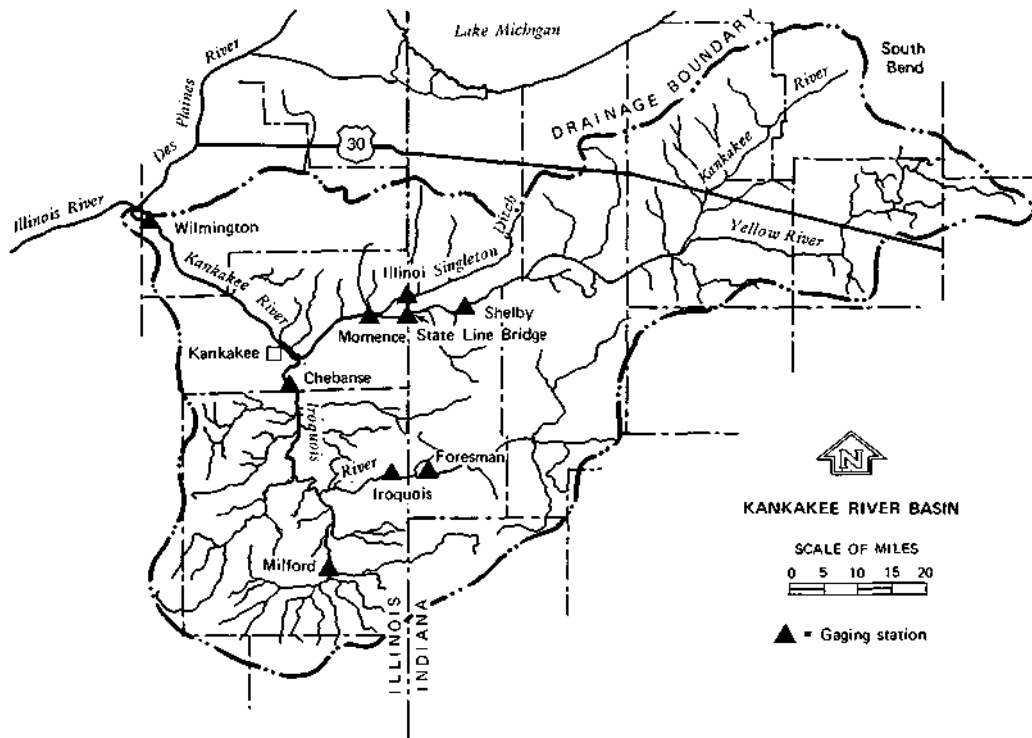 Lake Michigan
South
Bend
DRAINAGE BOUNDARY
River
Des Plaines River
30
Kankakee
Illinois River
Wilmington
Yellow River
Illinoi Singleton Ditch
Kankakee River
Shelby
Momence
State Line Bridge
Kankakee
Chebanse
Iroquois
River
Foresman
Iroquois
N
KANKAKEE RIVER BASIN
SCALE OF MILES
0 5 10 15 20
Milford
ILLINOIS
INDIANA
= Gaging station